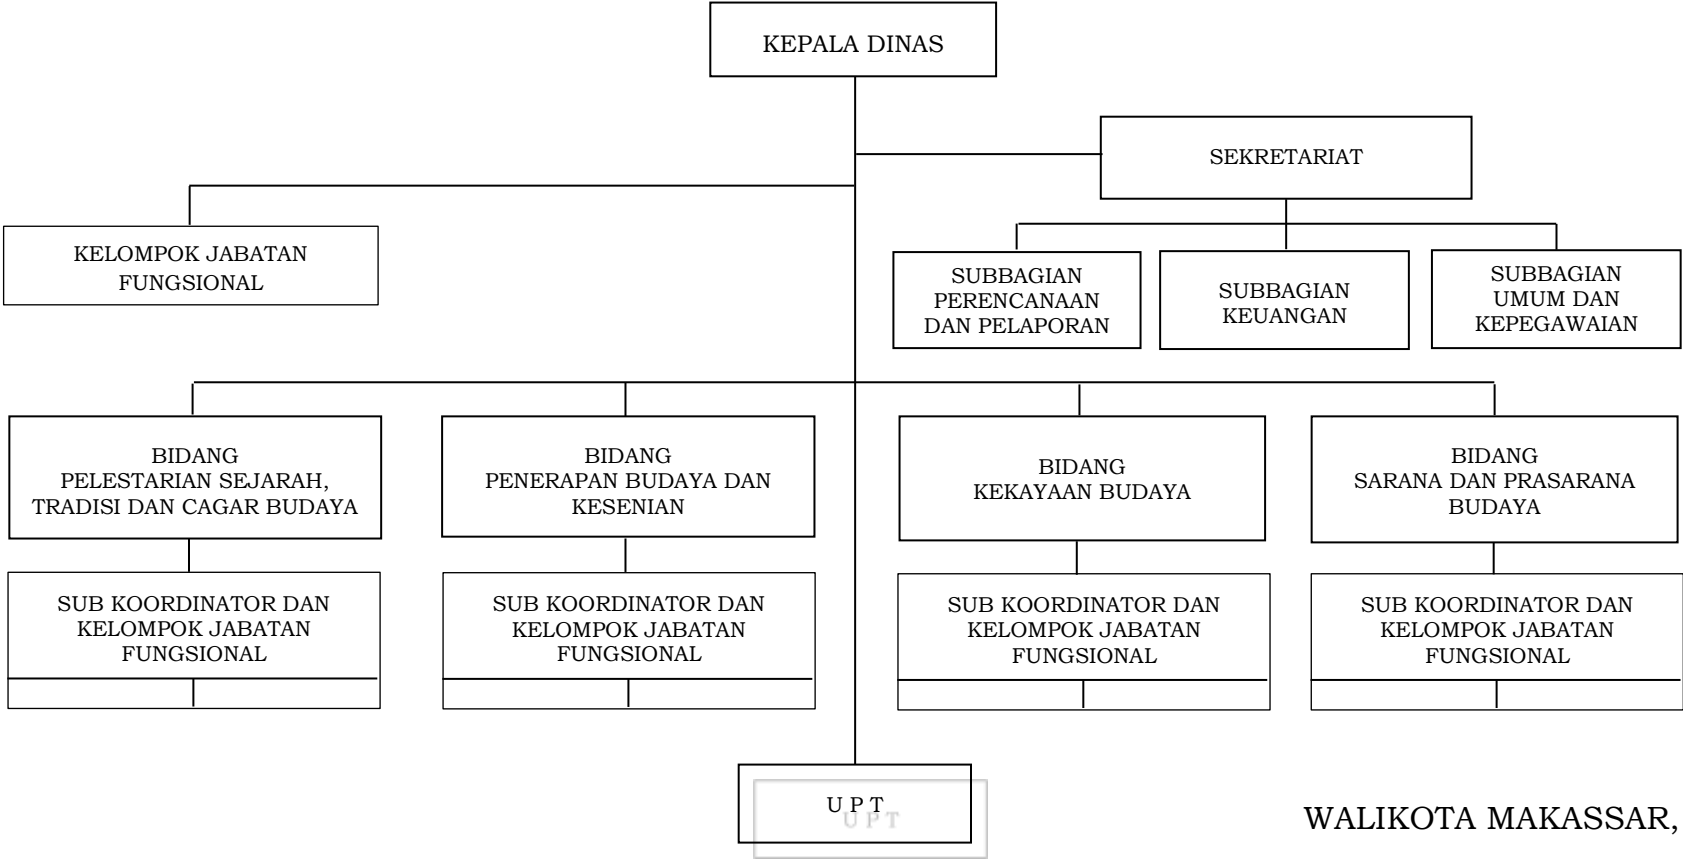 KEPALA DINAS
SEKRETARIAT
KELOMPOK JABATAN
FUNGSIONAL
SUBBAGIAN
PERENCANAAN
DAN PELAPORAN
SUBBAGIAN
KEUANGAN
SUBBAGIAN
UMUM DAN
KEPEGAWAIAN
BIDANG
PELESTARIAN SEJARAH,
TRADISI DAN CAGAR BUDAYA
BIDANG
PENERAPAN BUDAYA DAN
KESENIAN
BIDANG
KEKAYAAN BUDAYA
BIDANG
SARANA DAN PRASARANA
BUDAYA
SUB KOORDINATOR DAN
KELOMPOK JABATAN
FUNGSIONAL
SUB KOORDINATOR DAN
KELOMPOK JABATAN
FUNGSIONAL
SUB KOORDINATOR DAN
KELOMPOK JABATAN
FUNGSIONAL
SUB KOORDINATOR DAN
KELOMPOK JABATAN
FUNGSIONAL
U P T
U P T
WALIKOTA MAKASSAR,